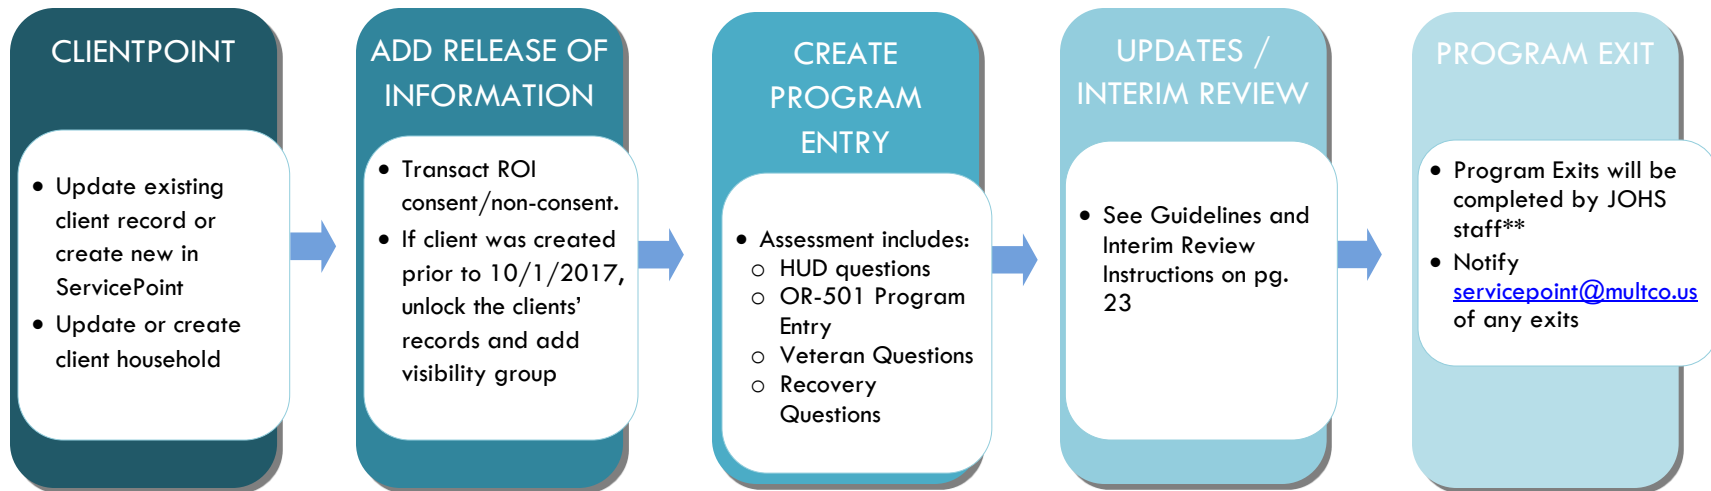 CLIENTPOINT
• Update existing
client record or
create new in
ServicePoint
• Update or create
client household
ADD RELEASE OF
INFORMATION
• Transact ROI
consent/non-consent.
• If client was created
prior to 10/1/2017,
unlock the clients’
records and add
visibility group
CREATE
PROGRAM
ENTRY
• Assessment includes:
o HUD questions
o OR-501 Program
Entry
o Veteran Questions
o Recovery
Questions
UPDATES /
INTERIM REVIEW
• See Guidelines and
Interim Review
Instructions on pg.
23
PROGRAM EXIT
• Program Exits will be
completed by JOHS
staff**
• Notify
servicepoint@multco.us
of any exits